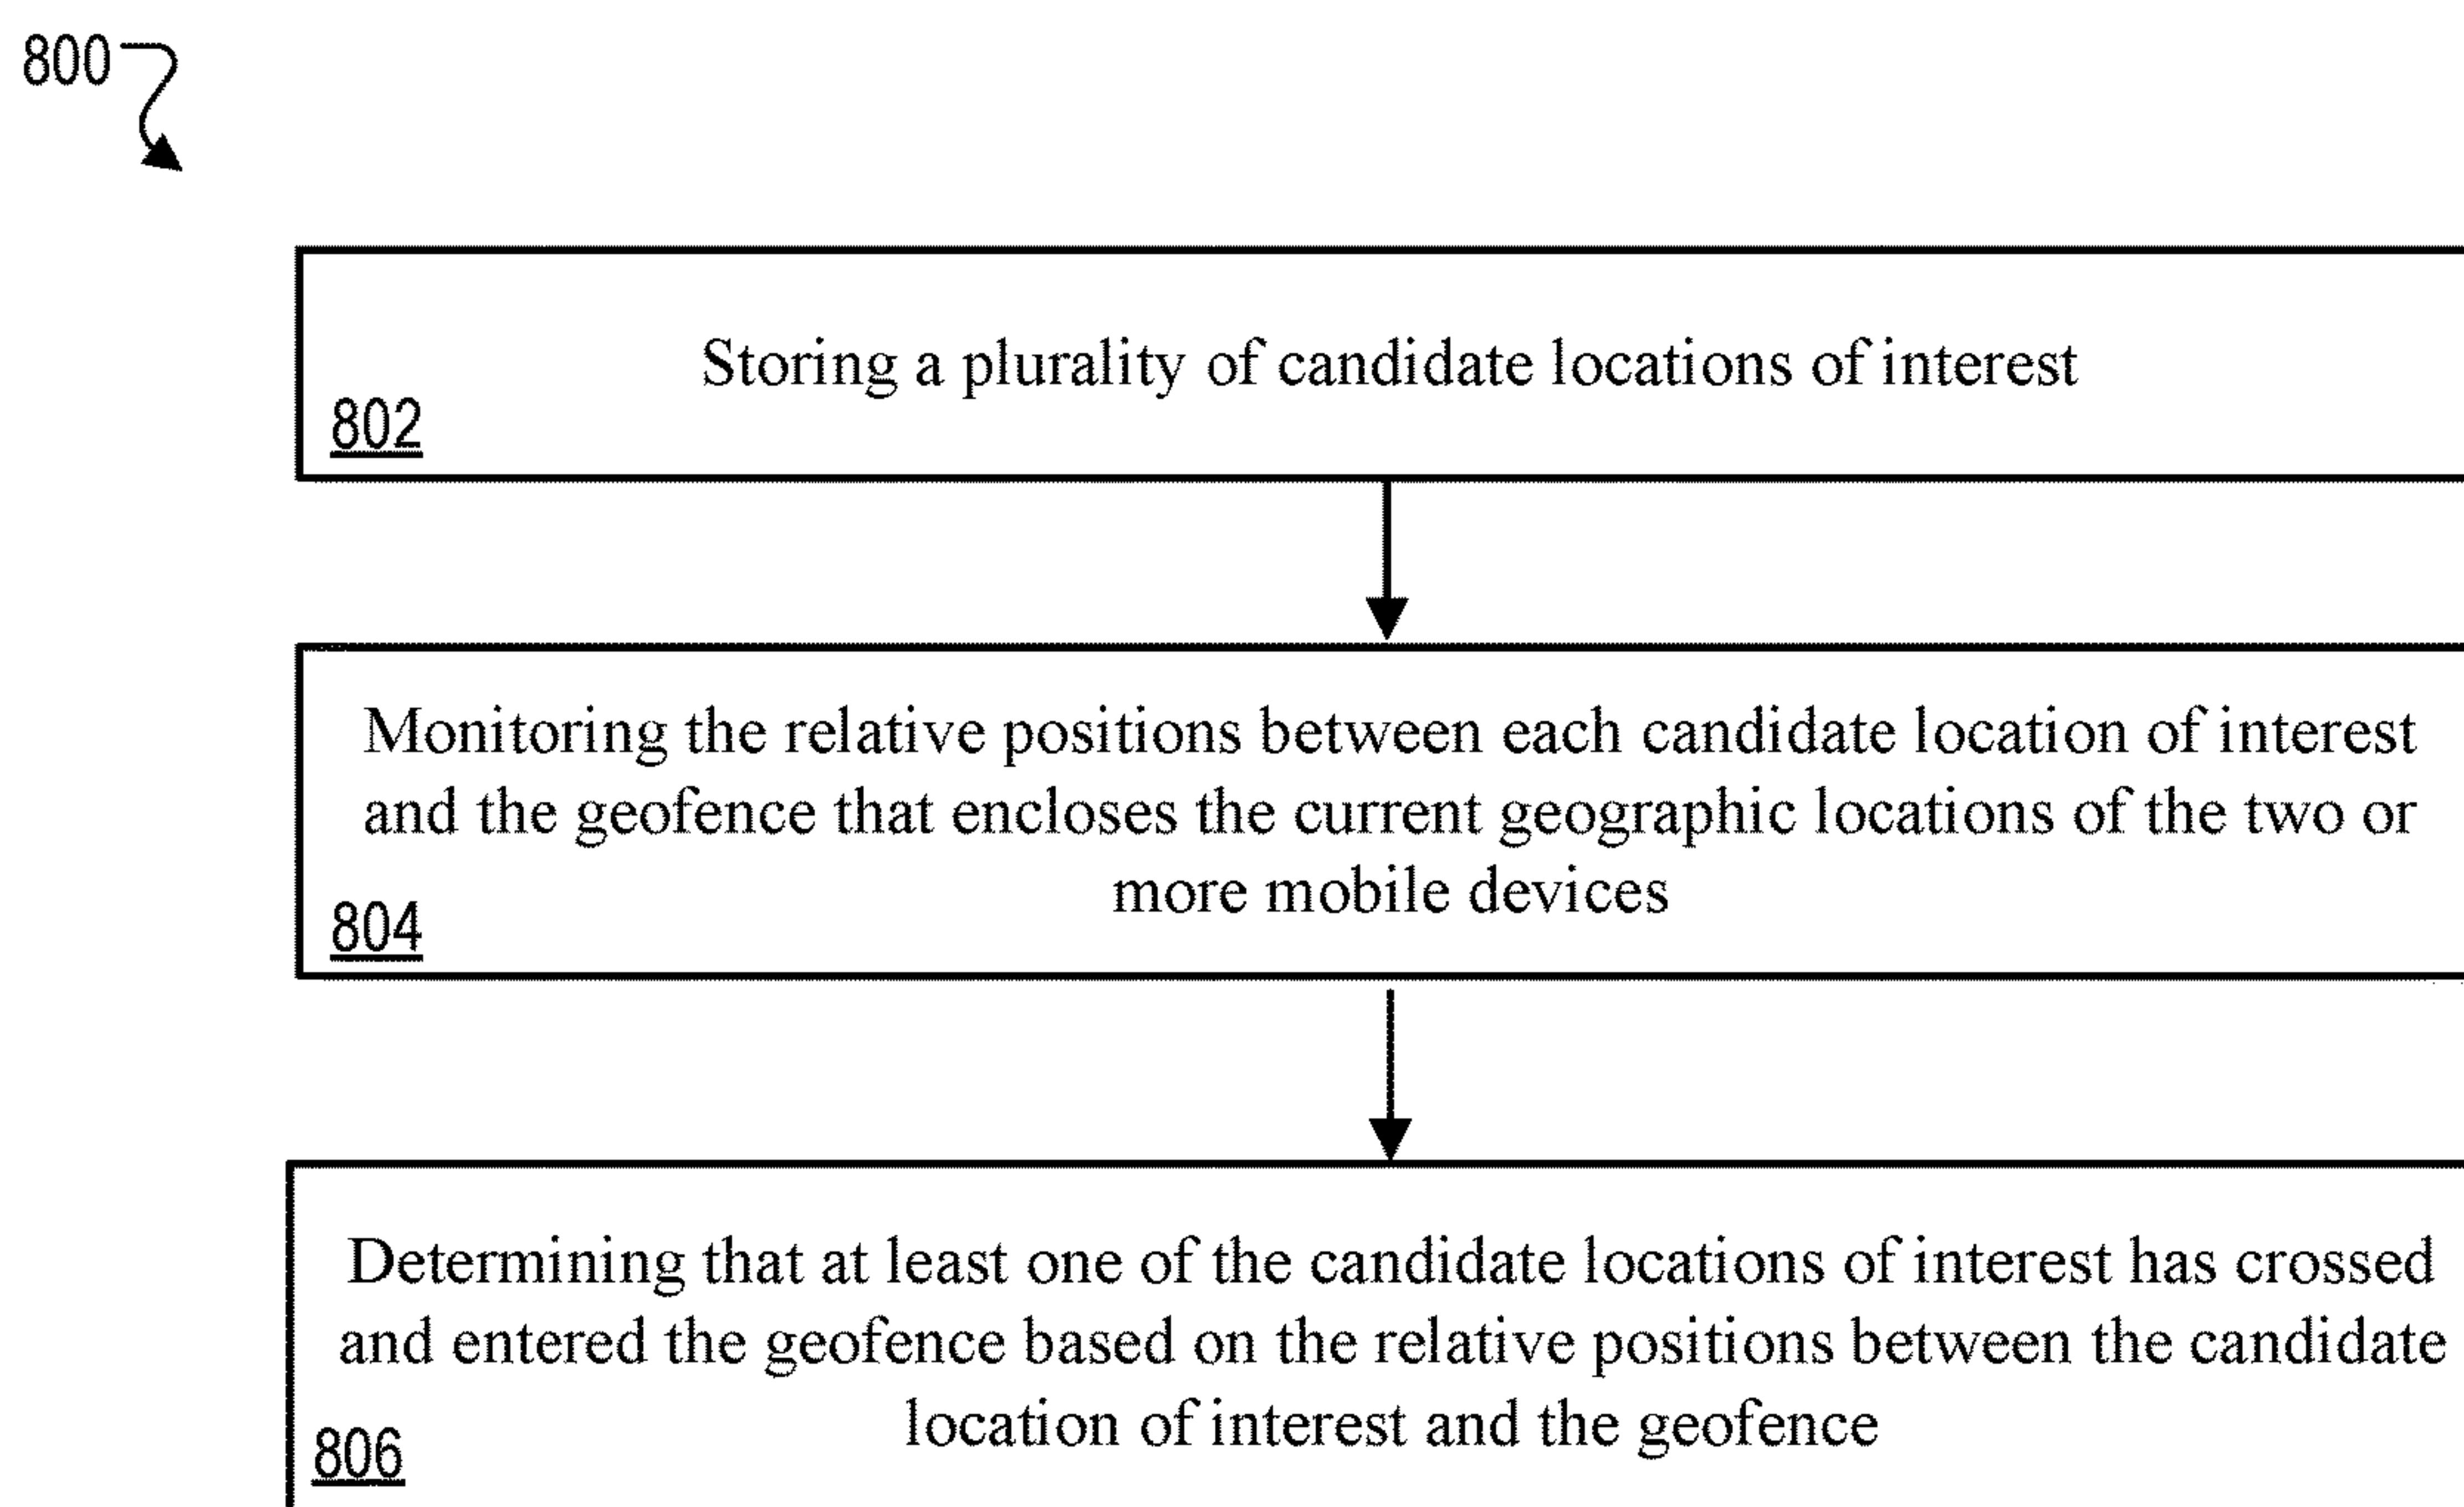 800
Storing a plurality of candidate locations of interest
802
Monitoring the relative positions between each candidate location of interest
and the geofence that encloses the current geographic locations of the two or
more mobile devices
804
Determining that at least one of the candidate locations of interest has crossed
and entered the geofence based on the relative positions between the candidate
location of interest and the geofence
806